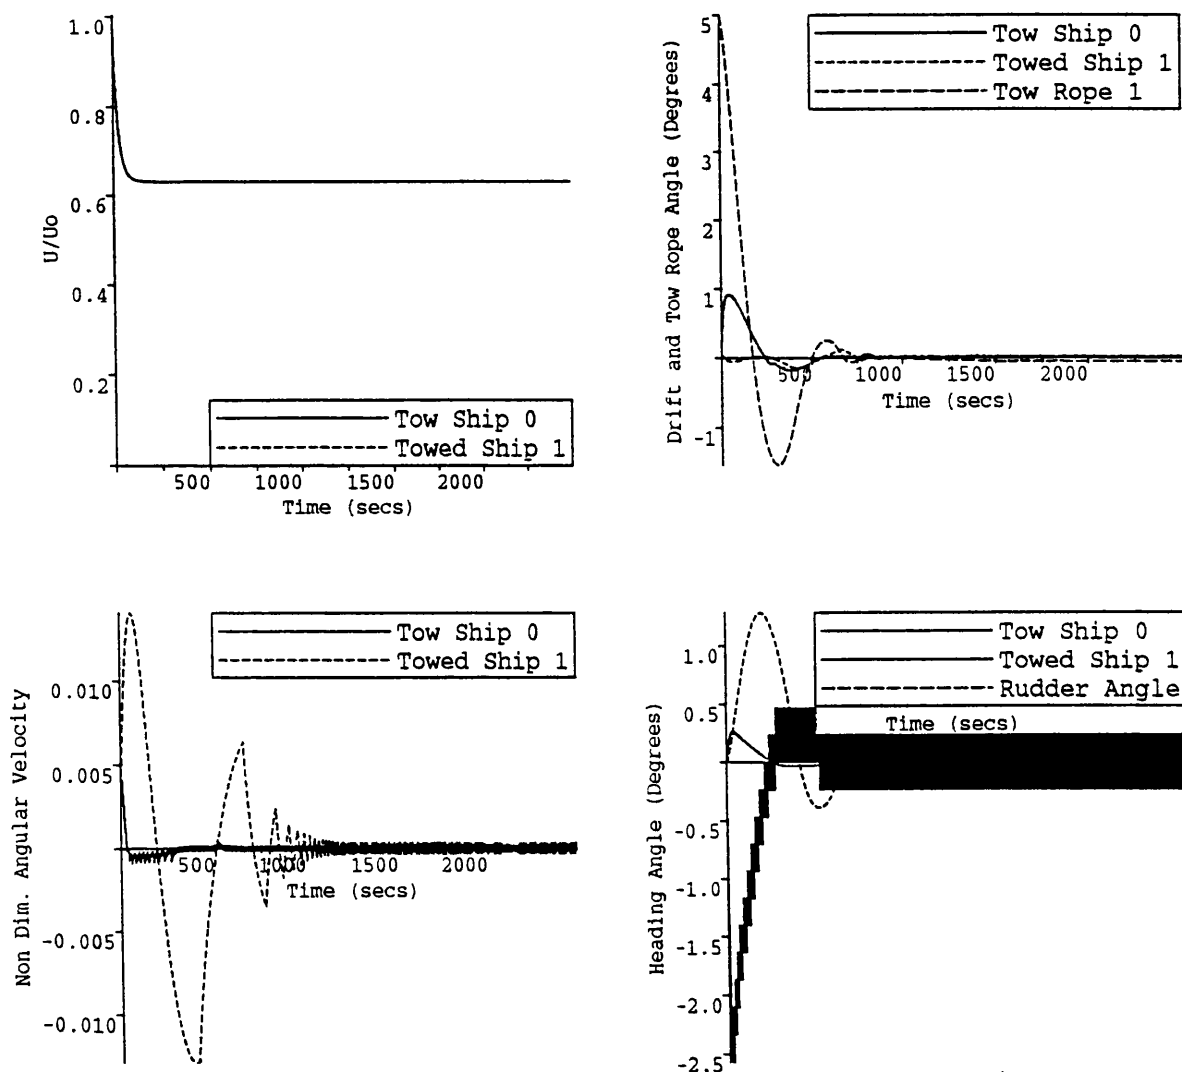 1.0
0.8
0.6
0.4
0.2
U/Uo
Tow Ship 0
Towed Ship 1
500 1000 1500 2000
Time (secs)
5
4
3
2
1
-1
Drift and Tow Rope Angle (Degrees)
Tow Ship 0
Towed Ship 1
Tow Rope 1
500 1000 1500 2000
Time (secs)
0.010
0.005
-0.005
-0.010
Non Dim. Angular Velocity
Tow Ship 0
Towed Ship 1
500 1000 1500 2000
Time (secs)
1.0
0.5
-0.5
-1.0
-1.5
-2.0
-2.5
Heading Angle (Degrees)
Tow Ship 0
Towed Ship 1
Rudder Angle
Time (secs)